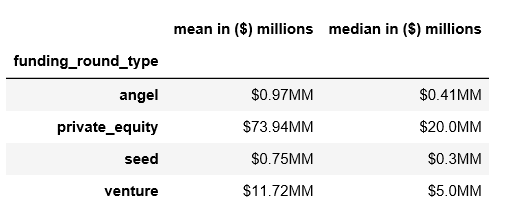 mean in ($) millions median in ($) millions
funding_round_type
angel $0.97MM $0.41MM
private_equity $73.94MM $20.0MM
seed $0.75MM $0.3MM
venture $11.72MM $5.0MM